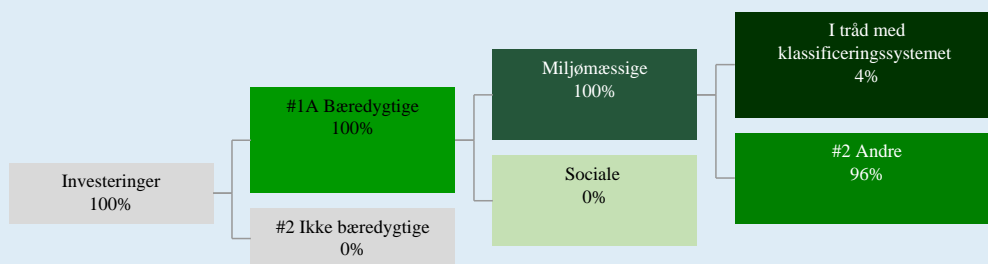 Investeringer
100%
#1A Bæredygtige
100%
#2 Ikke bæredygtige
0%
Miljømæssige
100%
Sociale
0%
I tråd med
klassificeringssystemet
4%
#2 Andre
96%